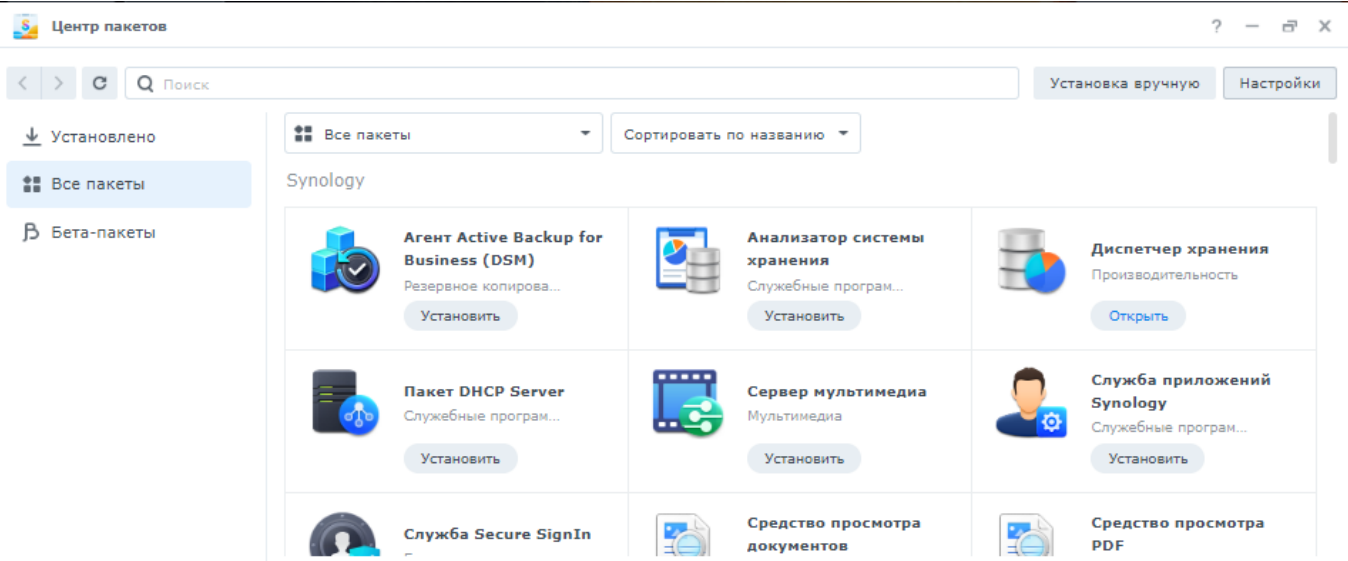 Центр пакетов
Поиск
Установка вручную
Настройки
Установлено
Все пакеты
Бета-пакеты
Все пакеты
Сортировать по названию
Synology
Агент Active Backup for
Business (DSM)
Резервное копирова...
Установить
Анализатор системы
хранения
Служебные програм...
Установить
Диспетчер хранения
Производительность
Открыть
Пакет DHCP Server
Служебные програм...
Установить
Сервер мультимедиа
Мультимедиа
Установить
Служба приложений
Synology
Служебные програм...
Установить
Служба Secure SignIn
Средство просмотра
документов
Средство просмотра
PDF